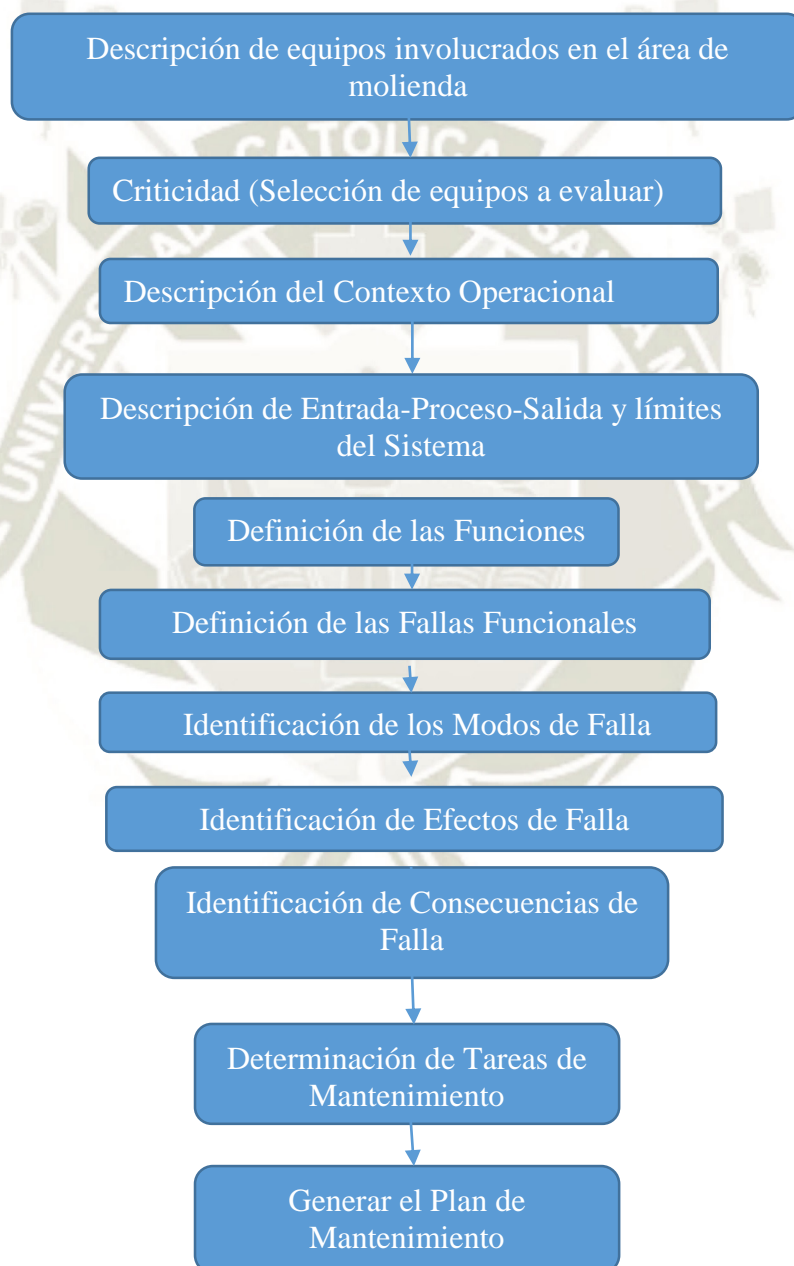 Descripción de equipos involucrados en el área de
molienda
CATOLICA
Criticidad (Selección de equipos a evaluar)
Descripción del Contexto Operacional
Descripción de Entrada-Proceso-Salida y límites
del Sistema
Definición de las Funciones
Definición de las Fallas Funcionales
Identificación de los Modos de Falla
Identificación de Efectos de Falla
Identificación de Consecuencias de
Falla
Determinación de Tareas de
Mantenimiento
Generar el Plan de
Mantenimiento